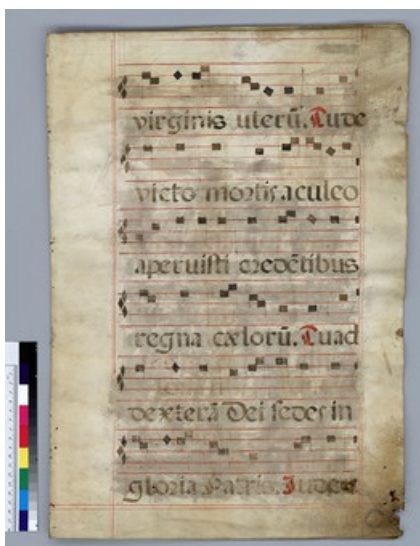 virginis uterū. Tu de
victo mortis aculeo
aperuisti credētibus
regna cælorū. Tu ad
dexterā Dei sedes in
gloria Patris. Iudex